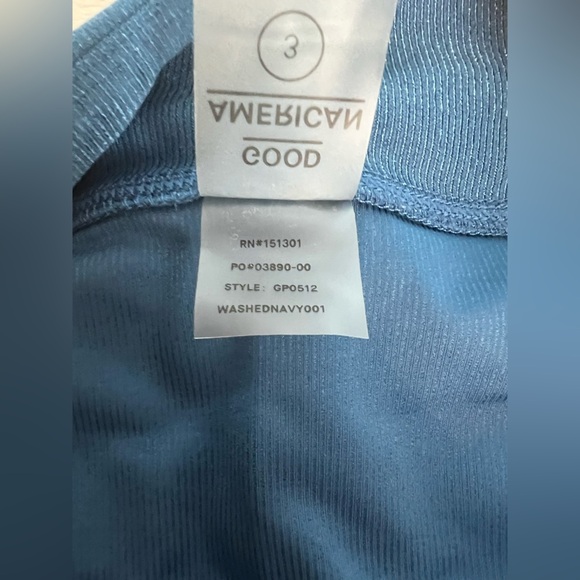 GOOD
AMERICAN
3
RN#151301
PO#03890-00
STYLE: GP0512
WASHEDNAVY001